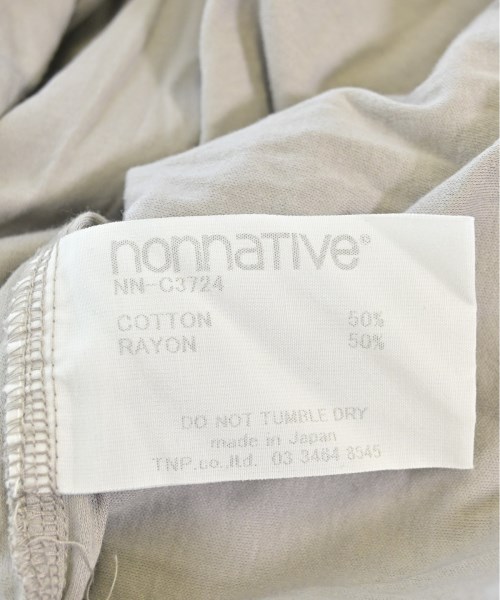 nonnative®
NN-C3724
COTTON 50%
RAYON 50%
DO NOT TUMBLE DRY
made in Japan
TNP.co.ltd. 03 3464 8545